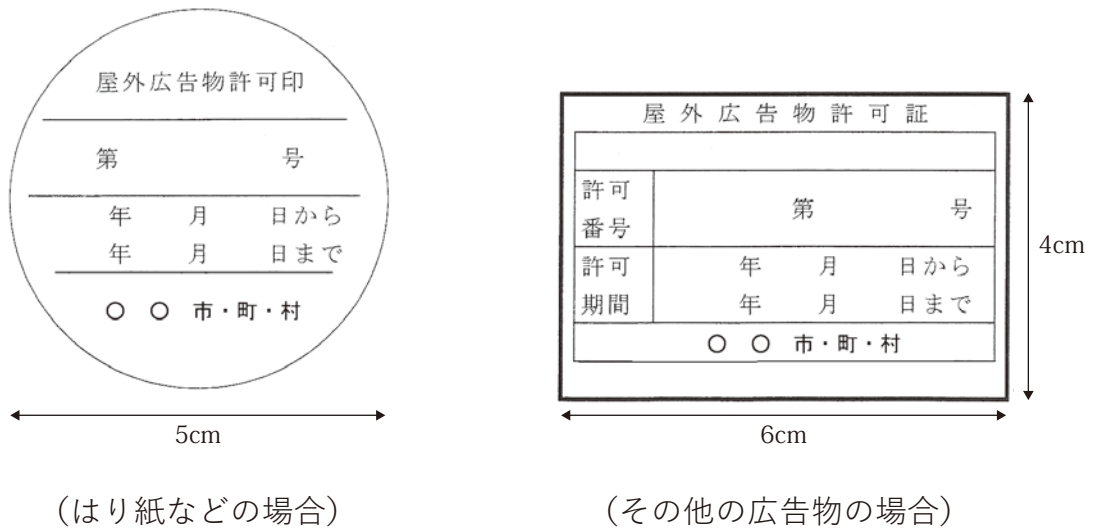 屋外広告物許可印
第 号
年 月 日から
年 月 日まで
○ ○ 市・町・村
5cm
(はり紙などの場合)
屋外広告物許可証
許可番号 第 号
許可期間 年 月 日から
年 月 日まで
○ ○ 市・町・村
4cm
6cm
(その他の広告物の場合)